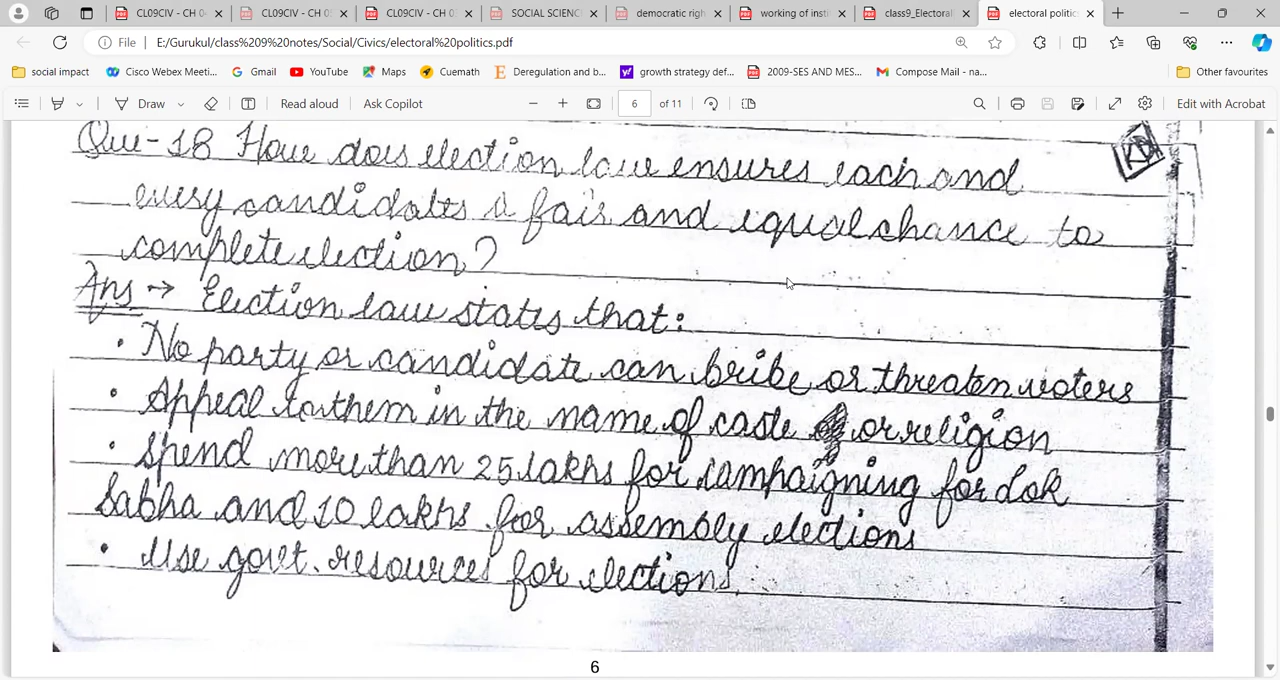 CL09CIV - CH 04
CL09CIV - CH 0
CL09CIV - CH 0
SOCIAL SCIENC
democratic righ
working of insti
class9_Electoral
electoral politic
File
E:/Gurukul/class%209%20notes/Social/Civics/electoral%20politics.pdf
social impact
Cisco Webex Meeti...
Gmail
YouTube
Maps
Cuemath
Deregulation and b...
growth strategy def...
2009-SES AND MES...
Compose Mail - na...
Other favourites
Draw
Read aloud
Ask Copilot
6 of 11
Edit with Acrobat
Que-18 How does election law ensures each and
every candidates a fair and equal chance to
complete election?
Ans → Election law states that:
• No party or candidate can bribe or threaten voters
• Appeal to them in the name of caste or religion
• Spend more than 25 lakhs for campaigning for Lok
Sabha and 10 lakhs for assembly elections
• Use govt. resources for elections.
6